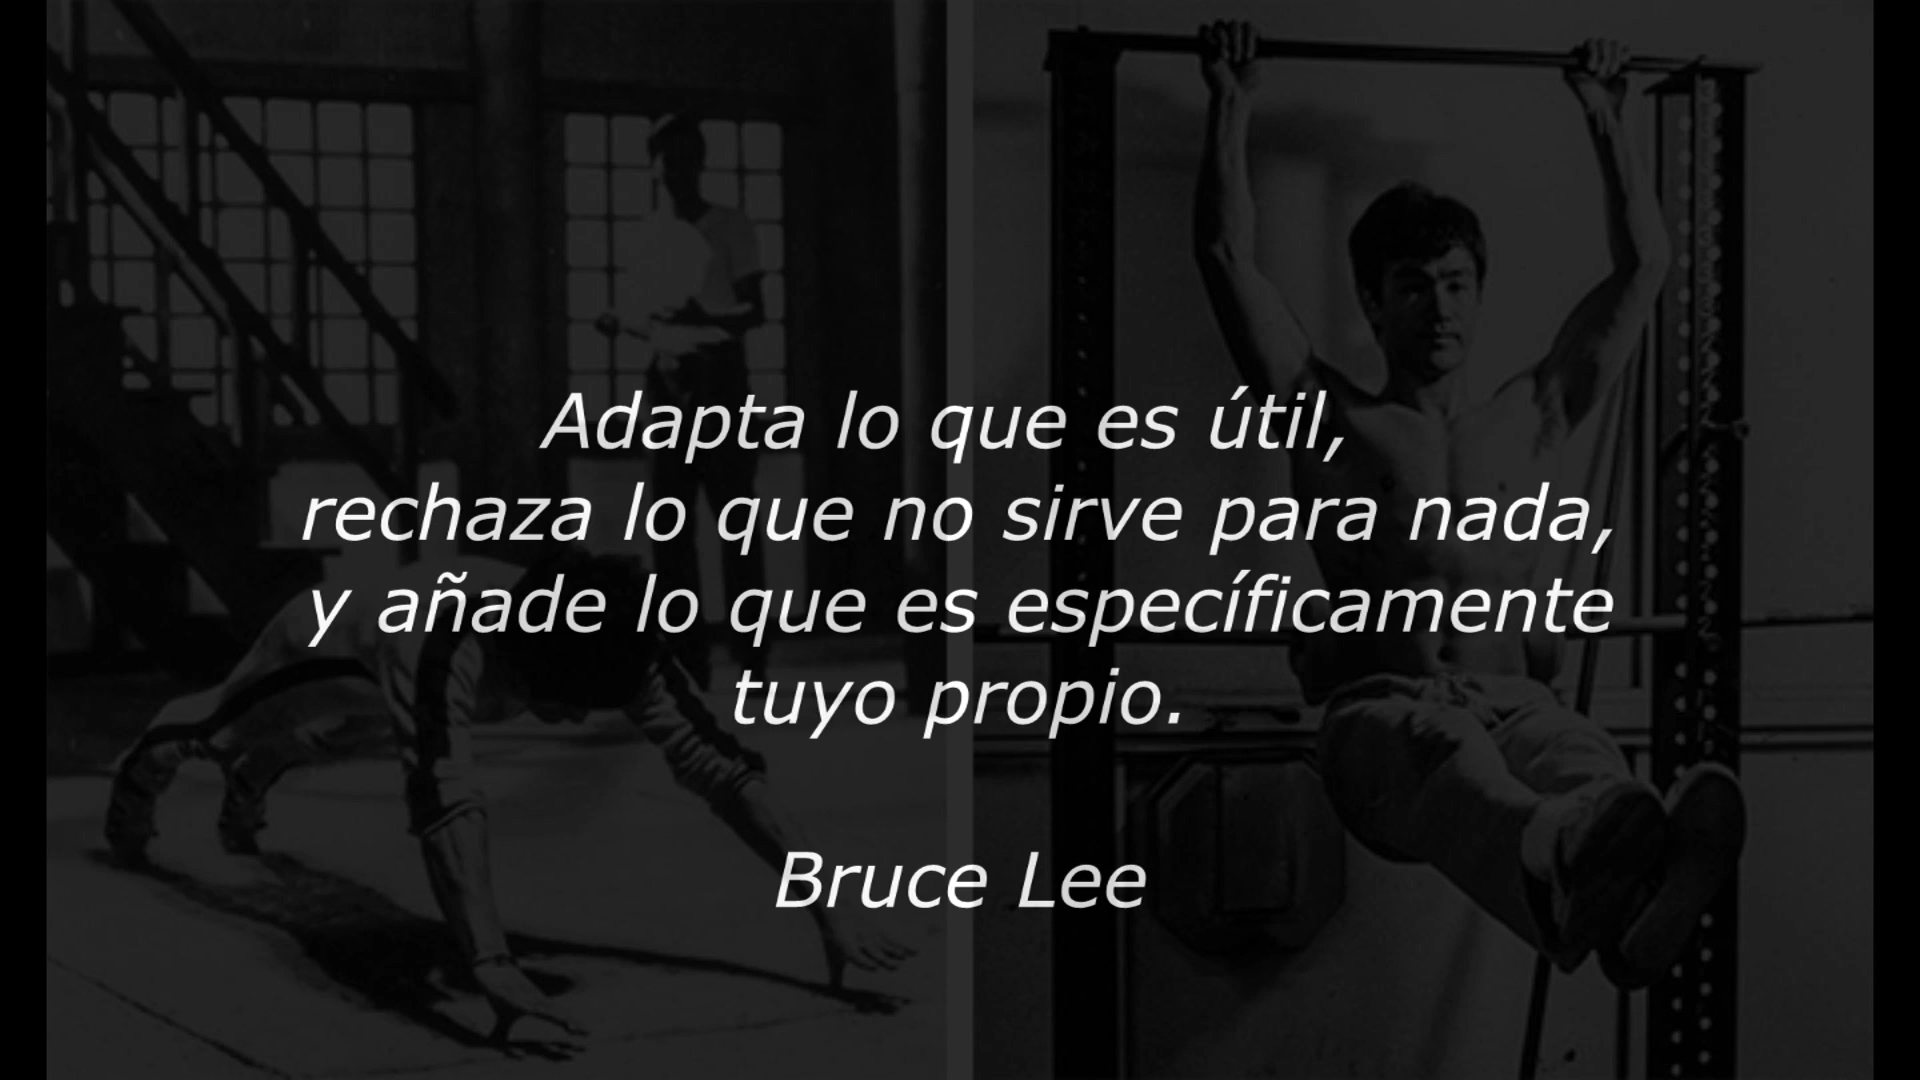 Adapta lo que es útil,
rechaza lo que no sirve para nada,
y añade lo que es específicamente
tuyo propio.
Bruce Lee